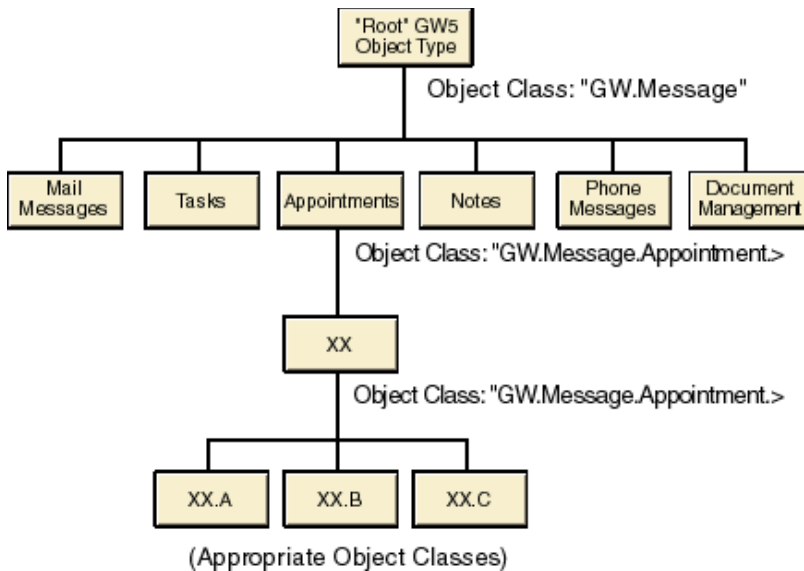 "Root" GW5
Object Type
Object Class: "GW.Message"
Mail
Messages
Tasks
Appointments
Notes
Phone
Messages
Document
Management
Object Class: "GW.Message.Appointment.>
XX
Object Class: "GW.Message.Appointment.>
XX.A
XX.B
XX.C
(Appropriate Object Classes)